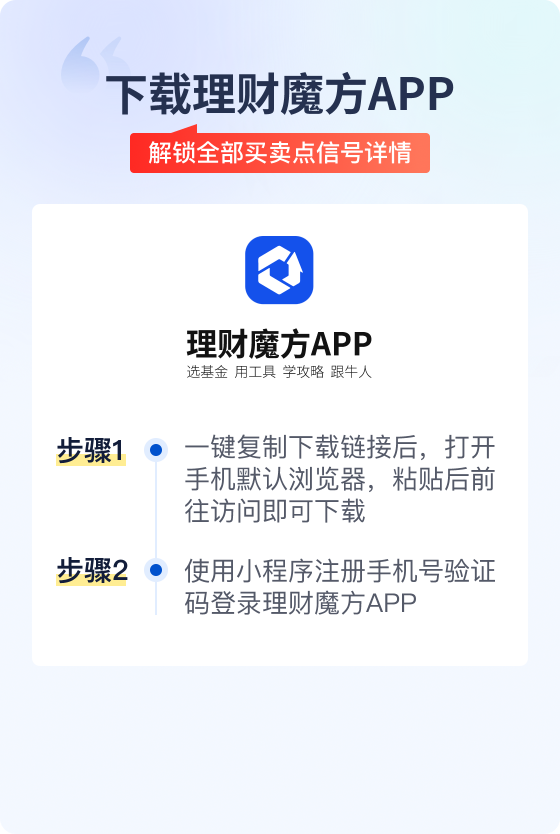 下载理财魔方APP
解锁全部买卖点信号详情
理财魔方APP
选基金 用工具 学攻略 跟牛人
步骤1
一键复制下载链接后，打开
手机默认浏览器，粘贴后前
往访问即可下载
步骤2
使用小程序注册手机号验证
码登录理财魔方APP